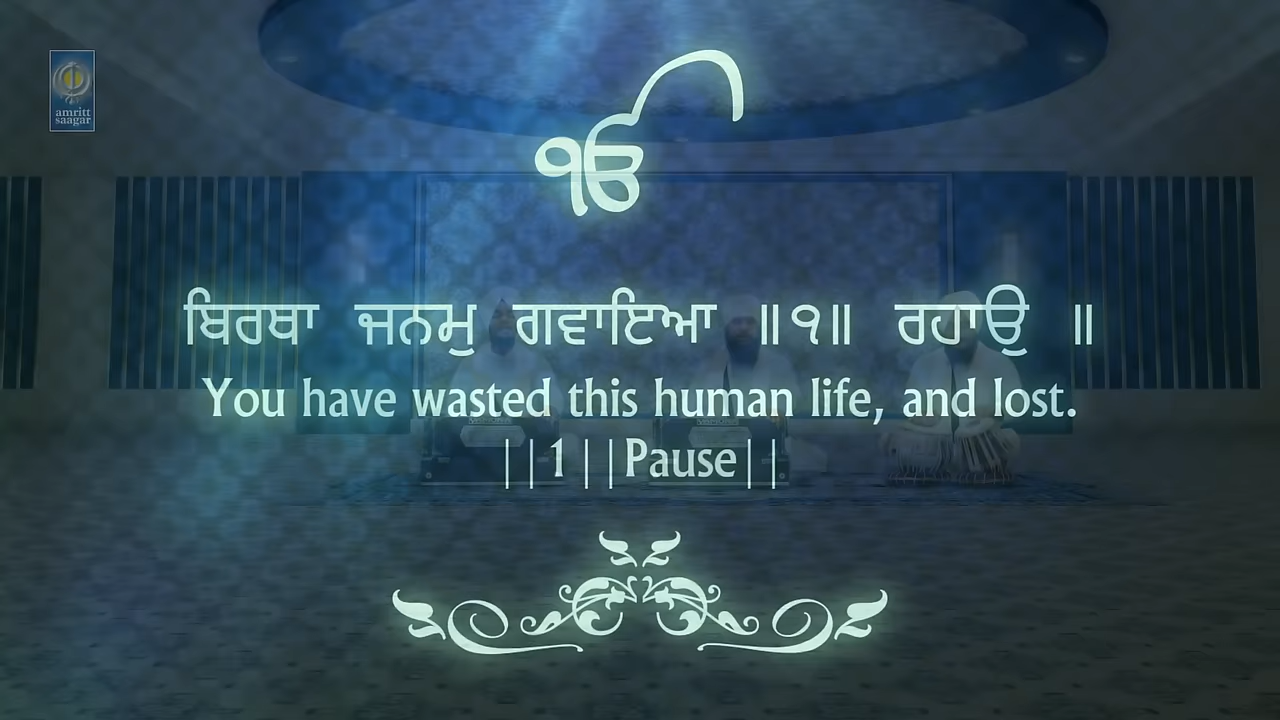 amritt
saagar
ੴ
ਬਿਰਥਾ ਜਨਮੁ ਗਵਾਇਆ ॥੧॥ ਰਹਾਉ ॥
You have wasted this human life, and lost.
||1||Pause||